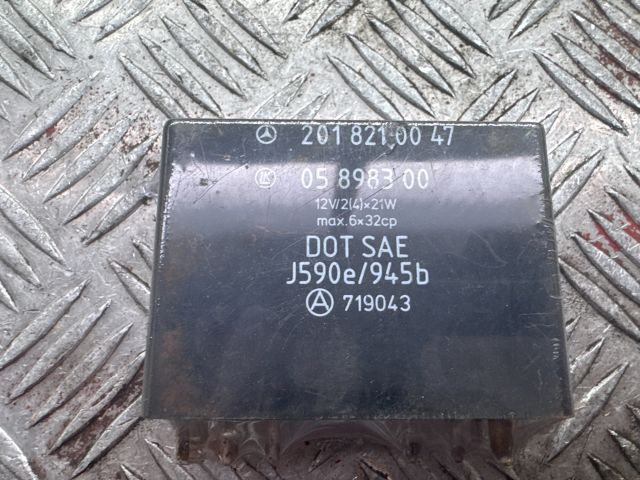 201 821 00 47
LK 05 8983 00
12V/2(4)×21W
max.6×32cp
DOT SAE
J590e/945b
A 719043